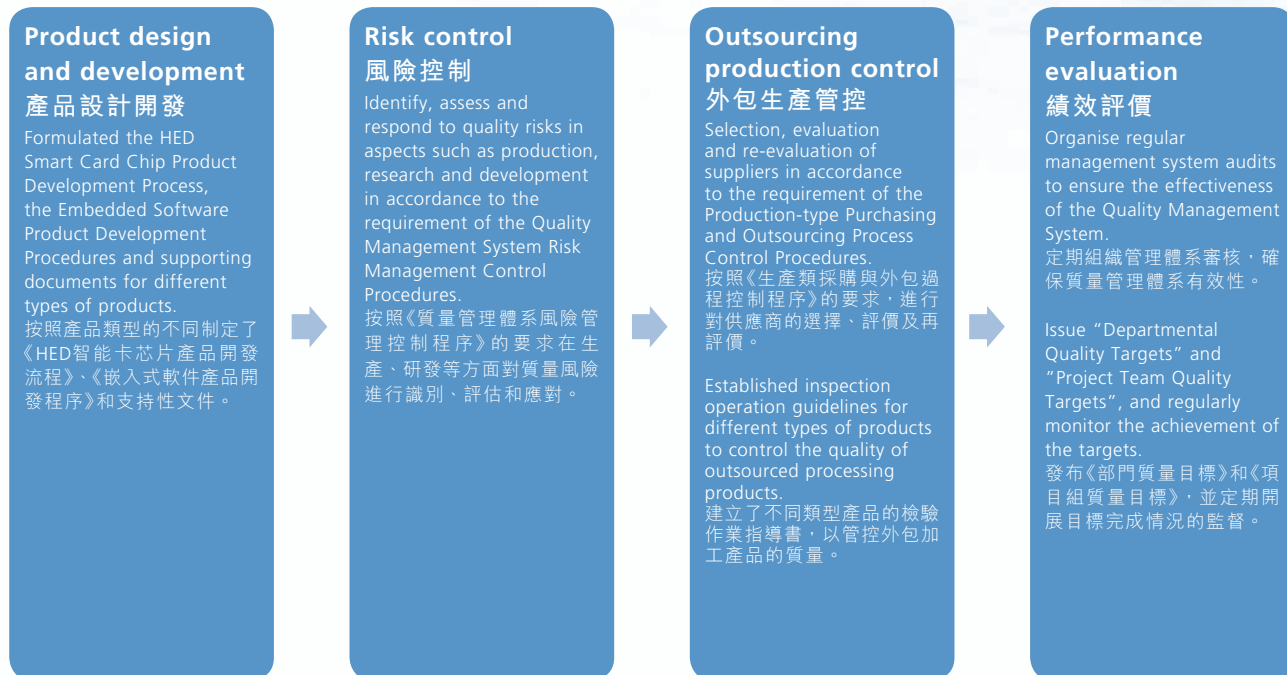 Product design
and development
產品設計開發
Formulated the HED
Smart Card Chip Product
Development Process,
the Embedded Software
Product Development
Procedures and supporting
documents for different
types of products.
按照產品類型的不同制定了
《HED智能卡芯片產品開發
流程》、《嵌入式軟件產品開
發程序》和支持性文件。
Risk control
風險控制
Identify, assess and
respond to quality risks in
aspects such as production,
research and development
in accordance to the
requirement of the Quality
Management System Risk
Management Control
Procedures.
按照《質量管理體系風險管
理控制程序》的要求在生
產、研發等方面對質量風險
進行識別、評估和應對。
Outsourcing
production control
外包生產管控
Selection, evaluation
and re-evaluation of
suppliers in accordance
to the requirement of the
Production-type Purchasing
and Outsourcing Process
Control Procedures.
按照《生產類採購與外包過
程控制程序》的要求，進行
對供應商的選擇、評價及再
評價。
Established inspection
operation guidelines for
different types of products
to control the quality of
outsourced processing
products.
建立了不同類型產品的檢驗
作業指導書，以管控外包加
工產品的質量。
Performance
evaluation
績效評價
Organise regular
management system audits
to ensure the effectiveness
of the Quality Management
System.
定期組織管理體系審核，確
保質量管理體系有效性。
Issue “Departmental
Quality Targets” and
“Project Team Quality
Targets”, and regularly
monitor the achievement of
the targets.
發布《部門質量目標》和《項
目組質量目標》，並定期開
展目標完成情況的監督。